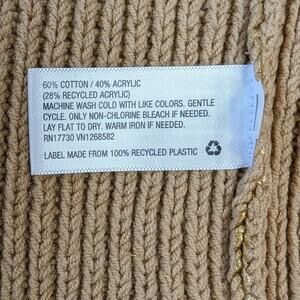 60% COTTON / 40% ACRYLIC
(28% RECYCLED ACRYLIC)
MACHINE WASH COLD WITH LIKE COLORS. GENTLE
CYCLE. ONLY NON-CHLORINE BLEACH IF NEEDED.
LAY FLAT TO DRY. WARM IRON IF NEEDED.
RN17730 VN1268582
LABEL MADE FROM 100% RECYCLED PLASTIC